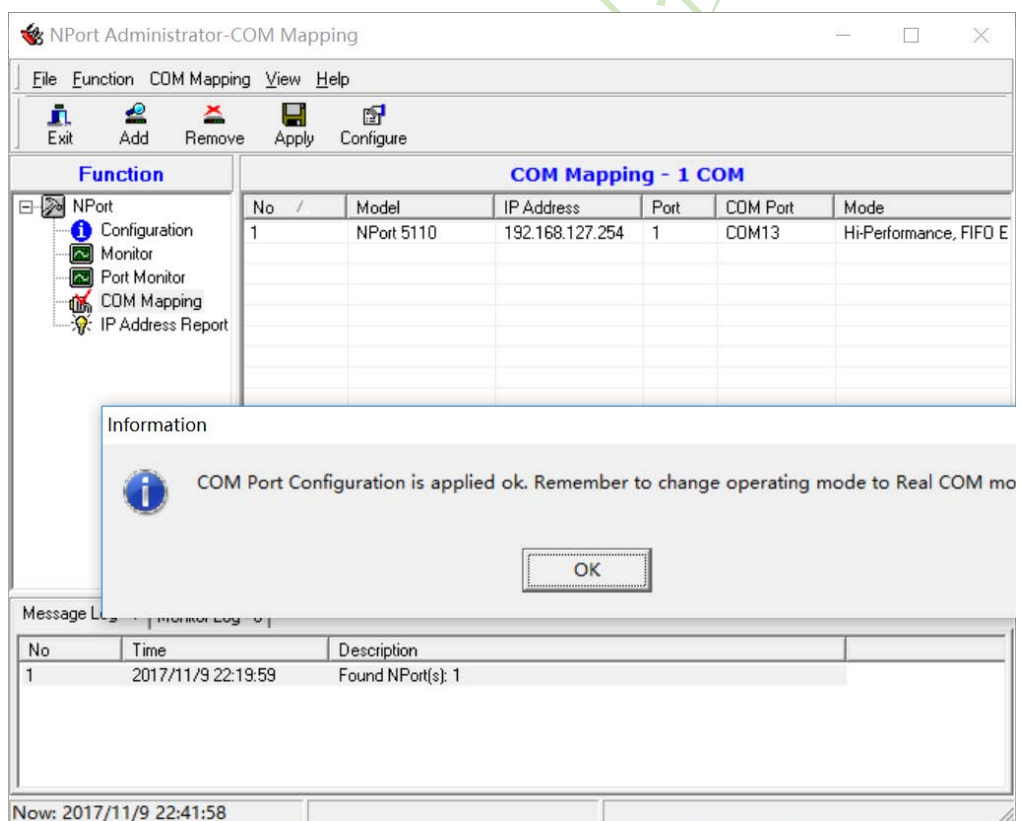 NPort Administrator-COM Mapping
File Function COM Mapping View Help
Exit Add Remove Apply Configure
Function
COM Mapping - 1 COM
NPort
Configuration
Monitor
Port Monitor
COM Mapping
IP Address Report
No Model IP Address Port COM Port Mode
1 NPort 5110 192.168.127.254 1 COM13 Hi-Performance, FIFO E
Information
COM Port Configuration is applied ok. Remember to change operating mode to Real COM mo
OK
Message Monitor Log
No Time Description
1 2017/11/9 22:19:59 Found NPort(s): 1
Now: 2017/11/9 22:41:58